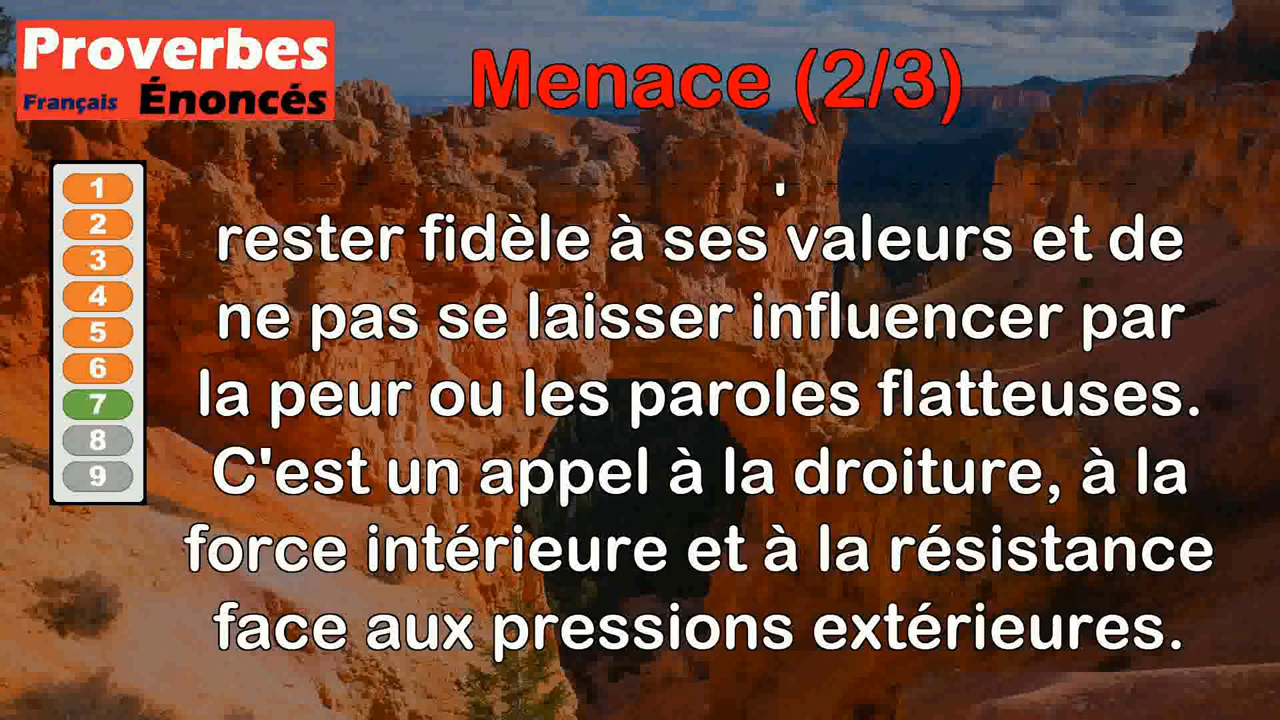 Proverbes
Français Énoncés
Menace (2/3)
1
2
3
4
5
6
7
8
9
rester fidèle à ses valeurs et de
ne pas se laisser influencer par
la peur ou les paroles flatteuses.
C'est un appel à la droiture, à la
force intérieure et à la résistance
face aux pressions extérieures.